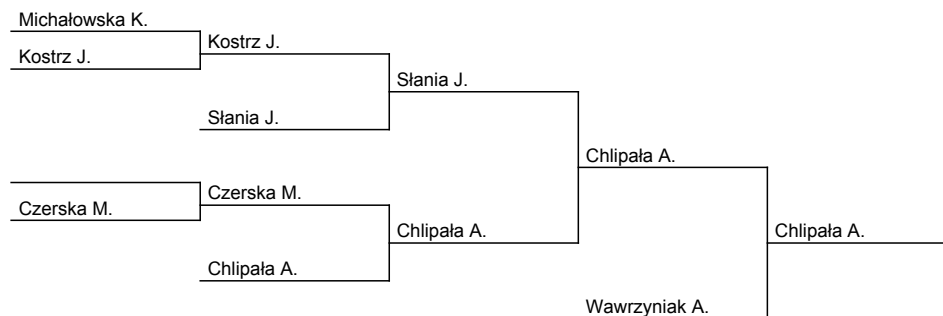 Michałowska K.
Kostrz J.
Kostrz J.
Słania J.
Słania J.
Chlipała A.
Czerska M.
Czerska M.
Chlipała A.
Chlipała A.
Chlipała A.
Wawrzyniak A.